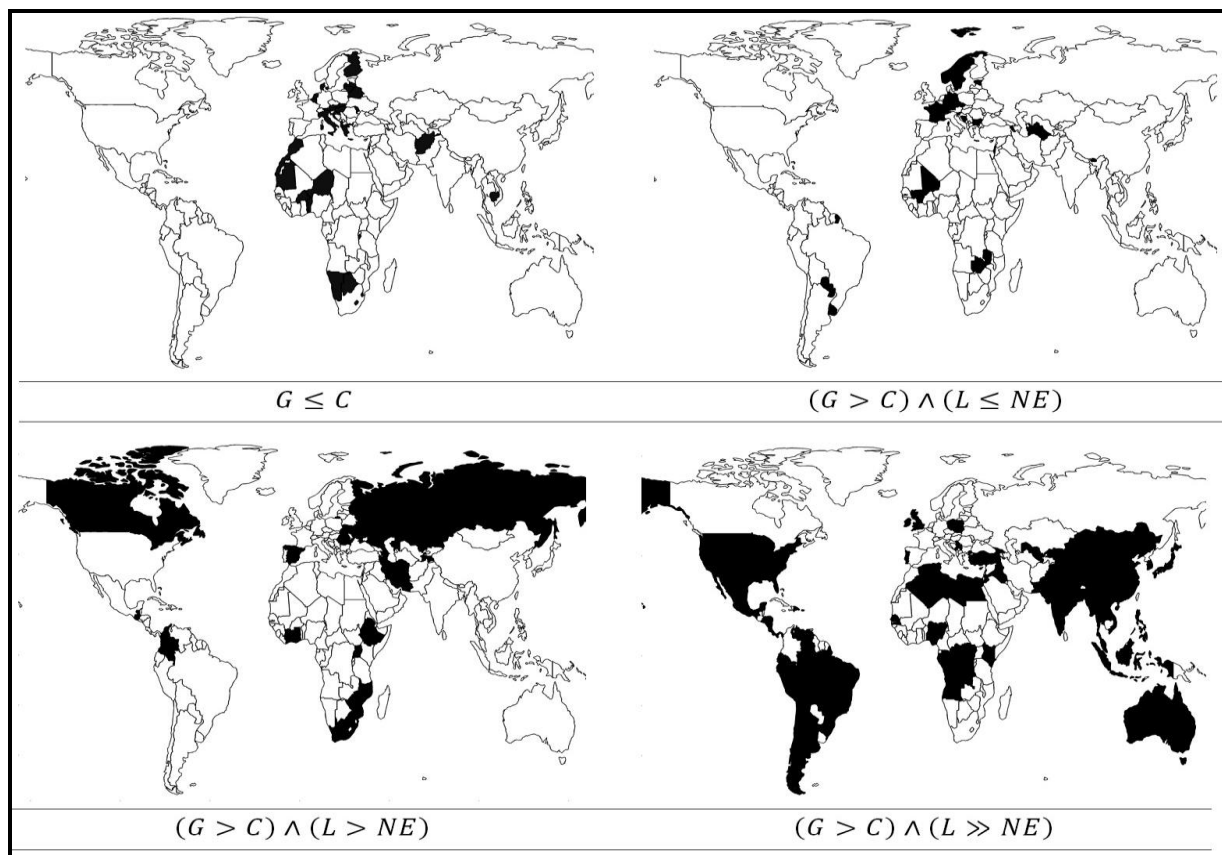 G ≤ C
(G > C) ∧ (L ≤ NE)
(G > C) ∧ (L > NE)
(G > C) ∧ (L ≫ NE)